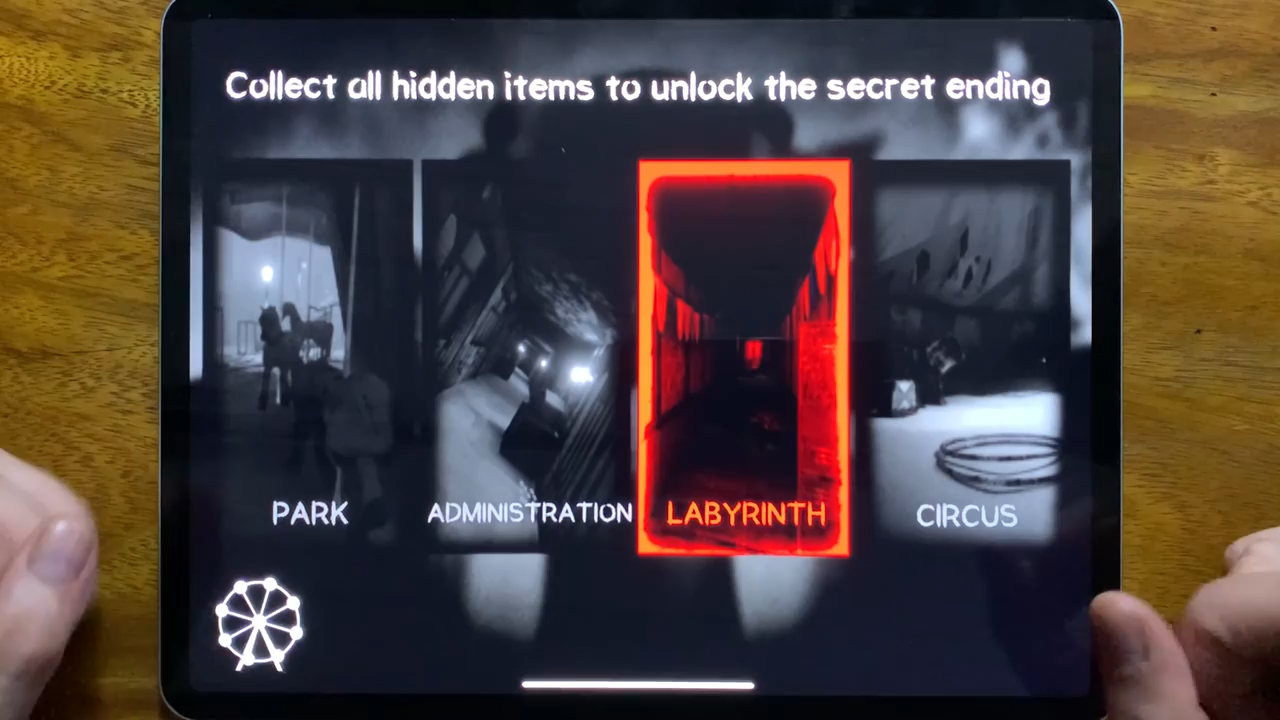 Collect all hidden items to unlock the secret ending
PARK
ADMINISTRATION
LABYRINTH
CIRCUS